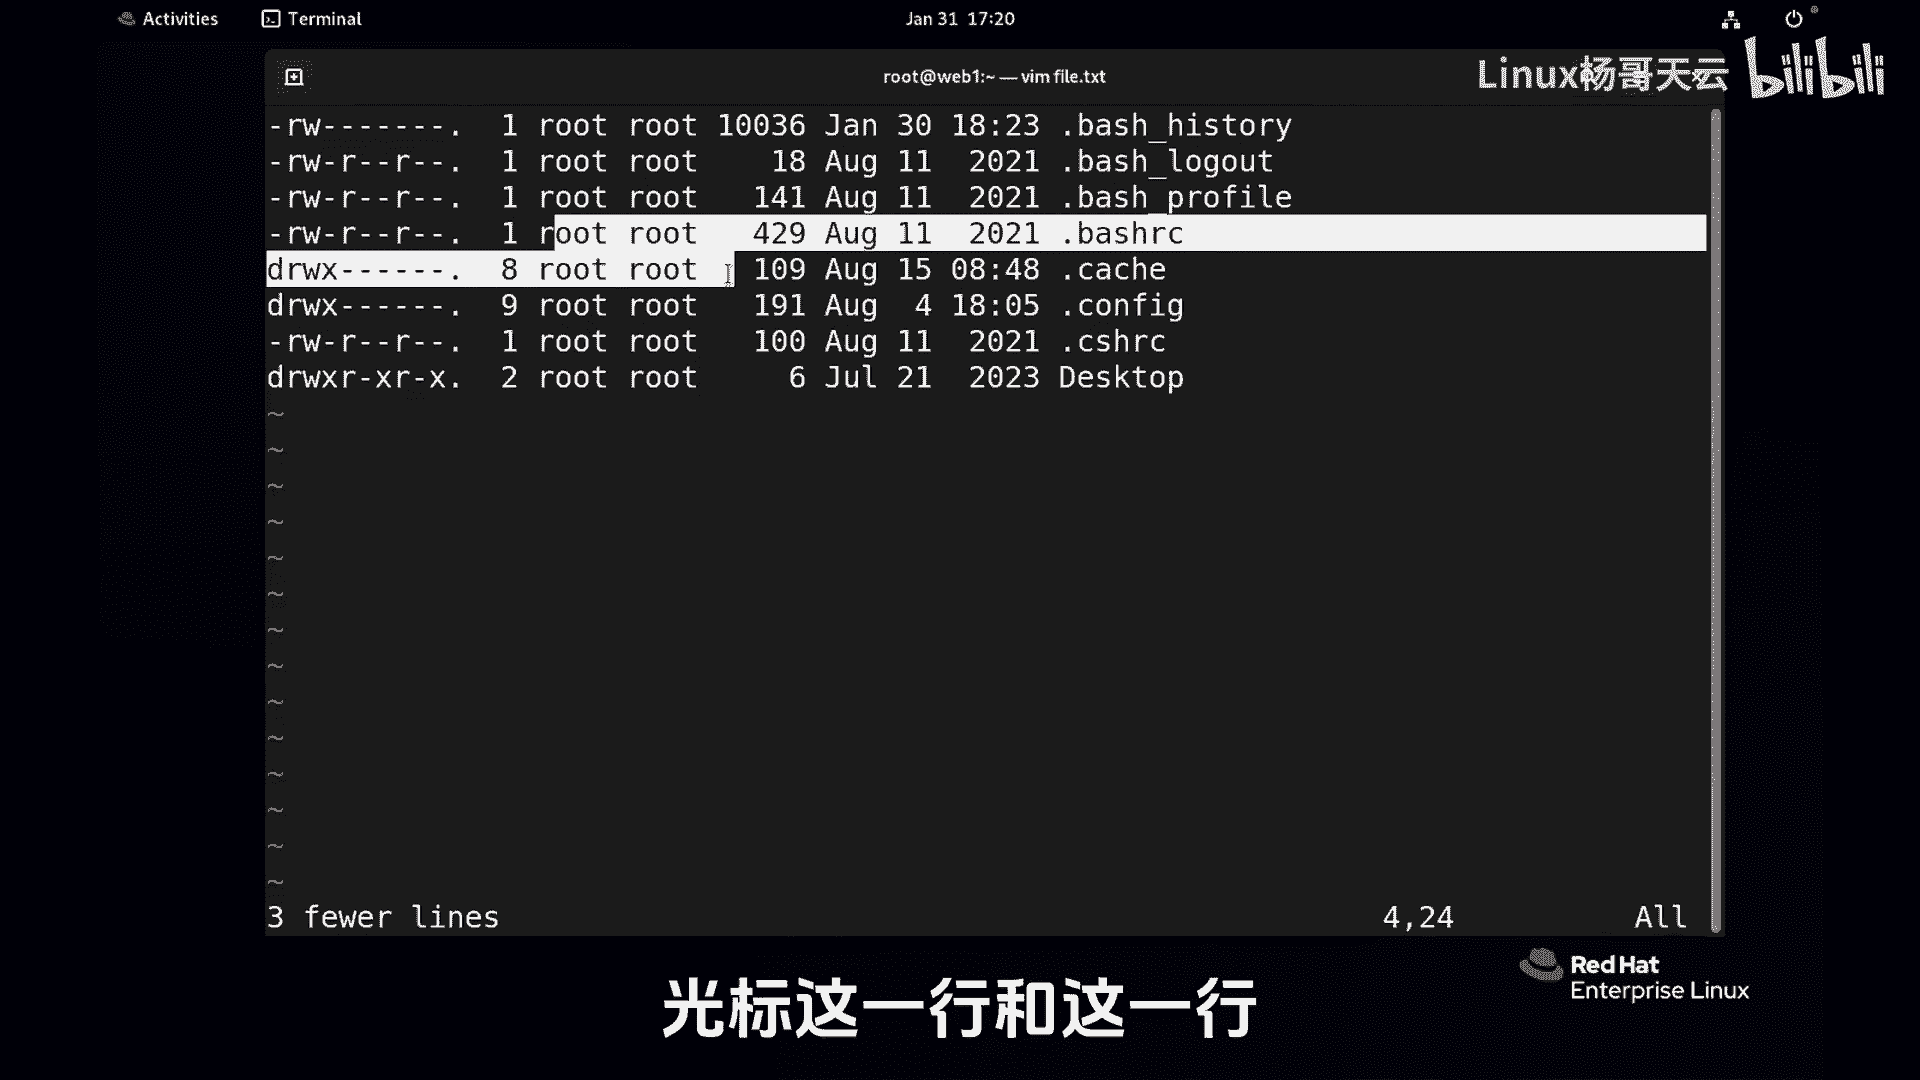 Activities Terminal Jan 31 17:20
root@web1:~ — vim file.txt
Linux杨哥天云 bilibili
-rw-------. 1 root root 10036 Jan 30 18:23 .bash_history
-rw-r--r--. 1 root root 18 Aug 11 2021 .bash_logout
-rw-r--r--. 1 root root 141 Aug 11 2021 .bash_profile
-rw-r--r--. 1 root root 429 Aug 11 2021 .bashrc
drwx------. 8 root root 109 Aug 15 08:48 .cache
drwx------. 9 root root 191 Aug 4 18:05 .config
-rw-r--r--. 1 root root 100 Aug 11 2021 .cshrc
drwxr-xr-x. 2 root root 6 Jul 21 2023 Desktop
~
~
~
~
~
~
~
~
~
~
~
~
~
~
3 fewer lines 4,24 All
Red Hat
Enterprise Linux
光标这一行和这一行